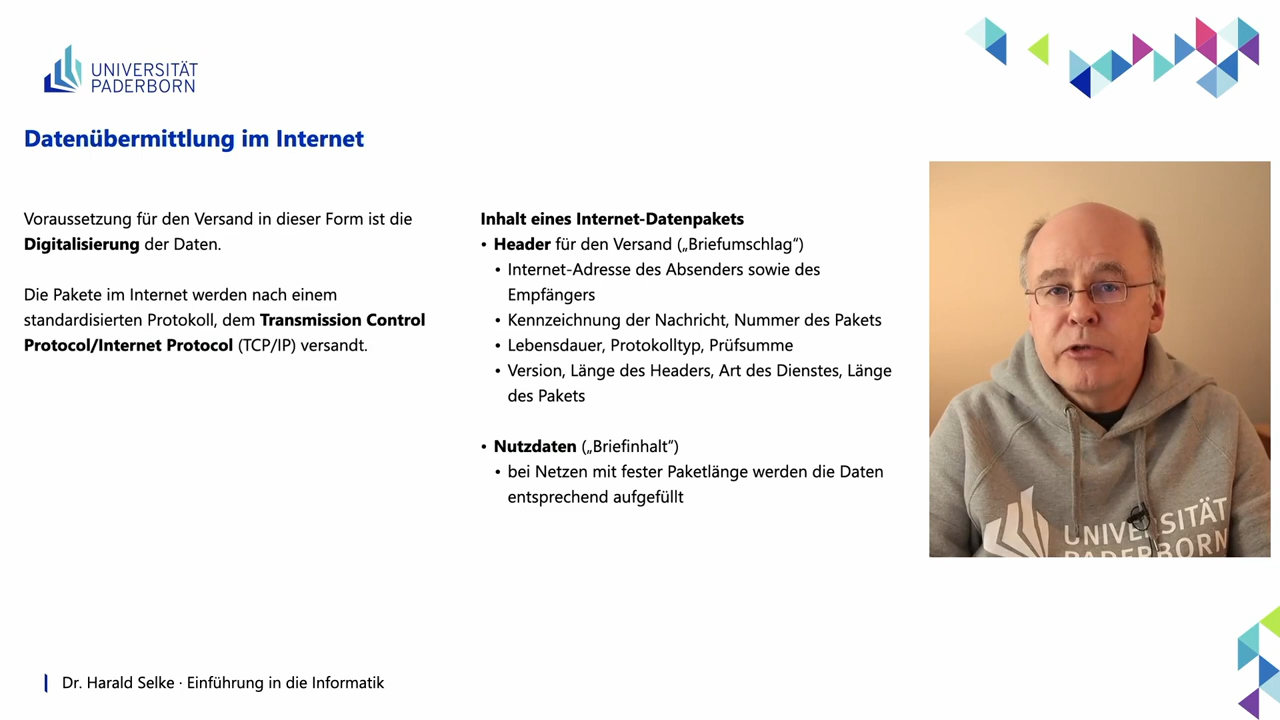 UNIVERSITÄT
PADERBORN
Datenübermittlung im Internet
Voraussetzung für den Versand in dieser Form ist die
Digitalisierung der Daten.
Die Pakete im Internet werden nach einem
standardisierten Protokoll, dem Transmission Control
Protocol/Internet Protocol (TCP/IP) versandt.
Inhalt eines Internet-Datenpakets
• Header für den Versand („Briefumschlag“)
• Internet-Adresse des Absenders sowie des
Empfängers
• Kennzeichnung der Nachricht, Nummer des Pakets
• Lebensdauer, Protokolltyp, Prüfsumme
• Version, Länge des Headers, Art des Dienstes, Länge
des Pakets
• Nutzdaten („Briefinhalt“)
• bei Netzen mit fester Paketlänge werden die Daten
entsprechend aufgefüllt
UNIVERSITÄT
PADERBORN
Dr. Harald Selke · Einführung in die Informatik